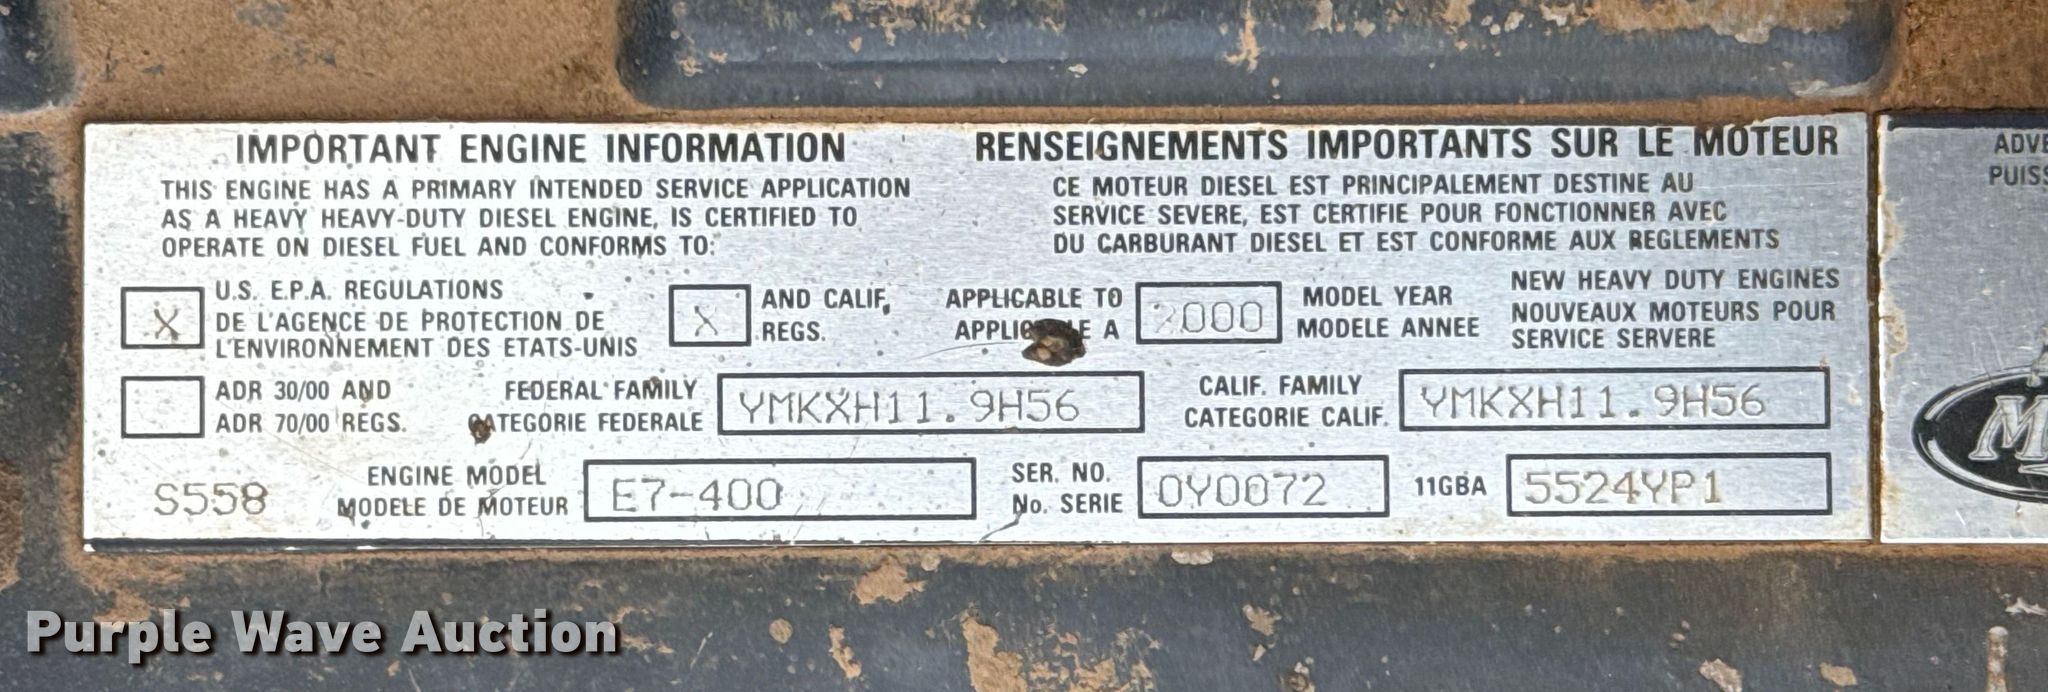 IMPORTANT ENGINE INFORMATION
THIS ENGINE HAS A PRIMARY INTENDED SERVICE APPLICATION
AS A HEAVY HEAVY-DUTY DIESEL ENGINE, IS CERTIFIED TO
OPERATE ON DIESEL FUEL AND CONFORMS TO:
RENSEIGNEMENTS IMPORTANTS SUR LE MOTEUR
CE MOTEUR DIESEL EST PRINCIPALEMENT DESTINE AU
SERVICE SEVERE, EST CERTIFIE POUR FONCTIONNER AVEC
DU CARBURANT DIESEL ET EST CONFORME AUX REGLEMENTS
X
U.S. E.P.A. REGULATIONS
DE L'AGENCE DE PROTECTION DE
L'ENVIRONNEMENT DES ETATS-UNIS
X
AND CALIF,
REGS.
APPLICABLE TO
APPLICABLE A
2000
MODEL YEAR
MODELE ANNEE
NEW HEAVY DUTY ENGINES
NOUVEAUX MOTEURS POUR
SERVICE SERVERE
ADR 30/00 AND
ADR 70/00 REGS.
FEDERAL FAMILY
CATEGORIE FEDERALE
YMKXH11.9H56
CALIF. FAMILY
CATEGORIE CALIF.
YMKXH11.9H56
S558
ENGINE MODEL
MODELE DE MOTEUR
E7-400
SER. NO.
No. SERIE
0Y0072
11GBA
5524YP1
Purple Wave Auction